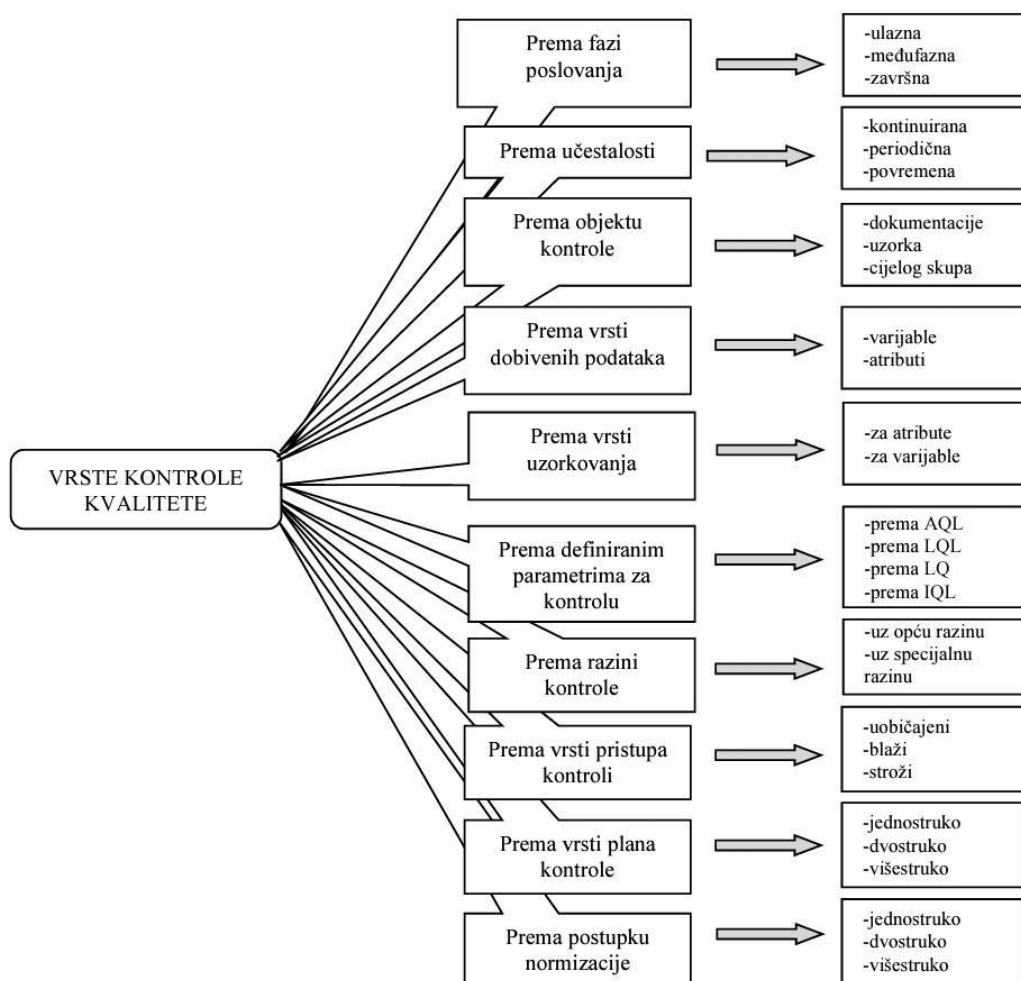 Prema fazi
poslovanja
-ulazna
-međufazna
-završna
Prema učestalosti
-kontinuirana
-periodična
-povremena
Prema objektu
kontrole
-dokumentacije
-uzorka
-cijelog skupa
Prema vrsti
dobivenih podataka
-varijable
-atributi
VRSTE KONTROLE
KVALITETE
Prema vrsti
uzorkovanja
-za atribute
-za varijable
Prema definiranim
parametrima za
kontrolu
-prema AQL
-prema LQL
-prema LQ
-prema IQL
Prema razini
kontrole
-uz opću razinu
-uz specijalnu
razinu
Prema vrsti pristupa
kontroli
-uobičajeni
-blaži
-stroži
Prema vrsti plana
kontrole
-jednostruko
-dvostruko
-višestruko
Prema postupku
normizacije
-jednostruko
-dvostruko
-višestruko